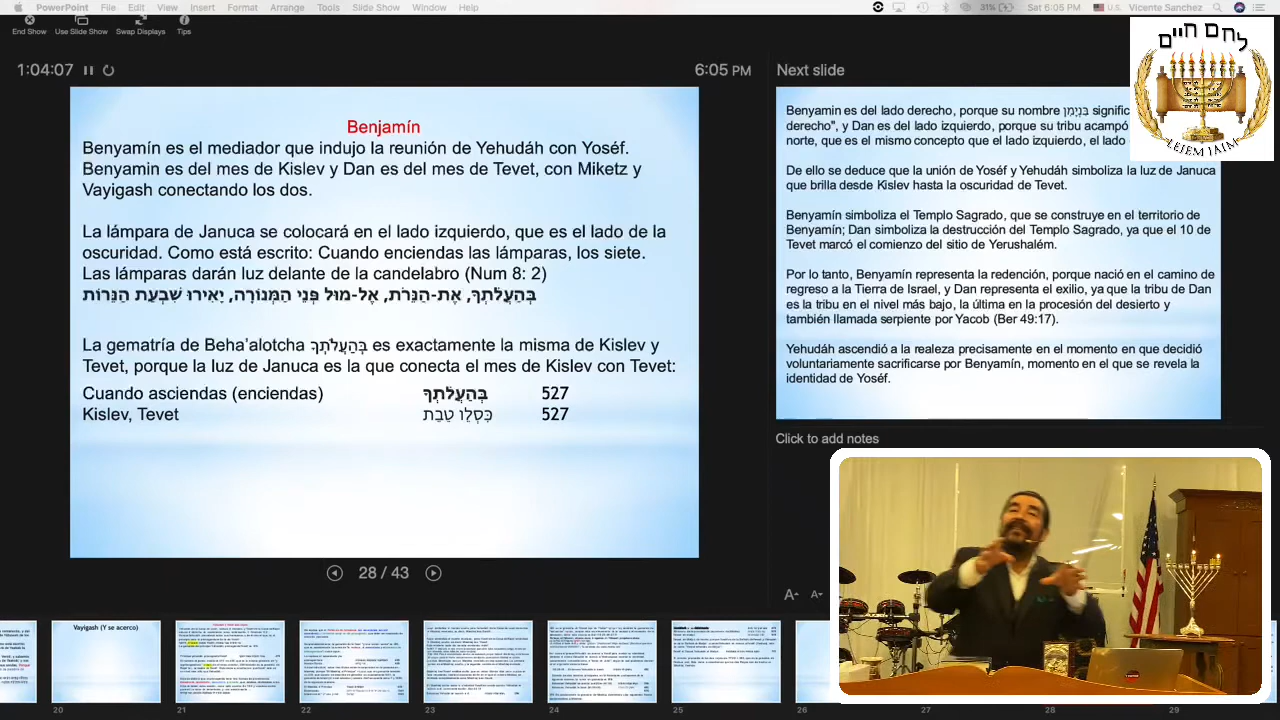 PowerPoint File Edit View Insert Format Arrange Tools Slide Show Window Help 31% U.S. Sat 6:05 PM Vicente Sanchez
End Show Use Slide Show Swap Displays Tips
לחם חיים
LEJEM JAIM
1:04:07 6:05 PM
Next slide
Benjamín
Benyamín es el mediador que indujo la reunión de Yehudáh con Yoséf.
Benyamin es del mes de Kislev y Dan es del mes de Tevet, con Miketz y
Vayigash conectando los dos.
La lámpara de Januca se colocará en el lado izquierdo, que es el lado de la
oscuridad. Como está escrito: Cuando enciendas las lámparas, los siete.
Las lámparas darán luz delante de la candelabro (Num 8: 2)
בְּהַעֲלֹתְךָ, אֶת-הַנֵּרֹת, אֶל-מוּל פְּנֵי הַמְּנוֹרָה, יָאִירוּ שִׁבְעַת הַנֵּרוֹת
La gematría de Beha'alotcha בְּהַעֲלֹתְךָ es exactamente la misma de Kislev y
Tevet, porque la luz de Januca es la que conecta el mes de Kislev con Tevet:
Cuando asciendas (enciendas) בְּהַעֲלֹתְךָ 527
Kislev, Tevet כִּסְלֵו טֵבֵת 527
28 / 43
Benyamin es del lado derecho, porque su nombre בִּנְיָמִן signific
derecho", y Dan es del lado izquierdo, porque su tribu acampó
norte, que es el mismo concepto que el lado izquierdo, el lado
De ello se deduce que la unión de Yoséf y Yehudáh simboliza la luz de Januca
que brilla desde Kislev hasta la oscuridad de Tevet.
Benyamín simboliza el Templo Sagrado, que se construye en el territorio de
Benyamín; Dan simboliza la destrucción del Templo Sagrado, ya que el 10 de
Tevet marcó el comienzo del sitio de Yerushalém.
Por lo tanto, Benyamín representa la redención, porque nació en el camino de
regreso a la Tierra de Israel, y Dan representa el exilio, ya que la tribu de Dan
es la tribu en el nivel más bajo, la última en la procesión del desierto y
también llamada serpiente por Yacob (Ber 49:17).
Yehudáh ascendió a la realeza precisamente en el momento en que decidió
voluntariamente sacrificarse por Benyamín, momento en el que se revela la
identidad de Yoséf.
Click to add notes
A A
Vayigash (Y se acerco)
20 21 22 23 24 25 26 27 28 29